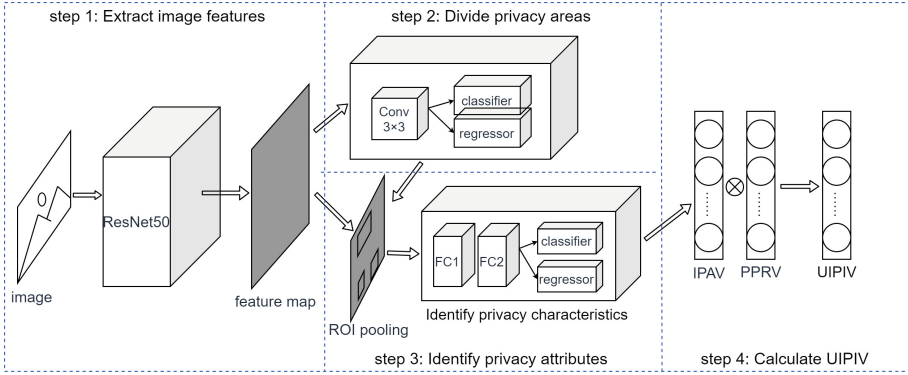 step 1: Extract image features
image
ResNet50
feature map
step 2: Divide privacy areas
Conv
3×3
classifier
regressor
ROI pooling
FC1
FC2
classifier
regressor
Identify privacy characteristics
step 3: Identify privacy attributes
IPAV
PPRV
UIPIV
step 4: Calculate UIPIV